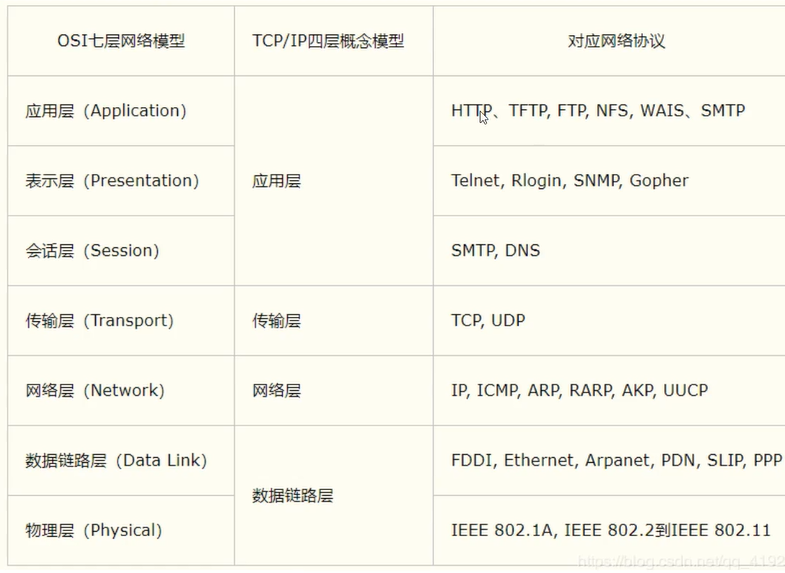 OSI七层网络模型 TCP/IP四层概念模型 对应网络协议
应用层（Application） HTTP、TFTP, FTP, NFS, WAIS、SMTP
表示层（Presentation） 应用层 Telnet, Rlogin, SNMP, Gopher
会话层（Session） SMTP, DNS
传输层（Transport） 传输层 TCP, UDP
网络层（Network） 网络层 IP, ICMP, ARP, RARP, AKP, UUCP
数据链路层（Data Link） FDDI, Ethernet, Arpanet, PDN, SLIP, PPP
数据链路层
物理层（Physical） IEEE 802.1A, IEEE 802.2到IEEE 802.11
https://blog.csdn.net/qq_4192